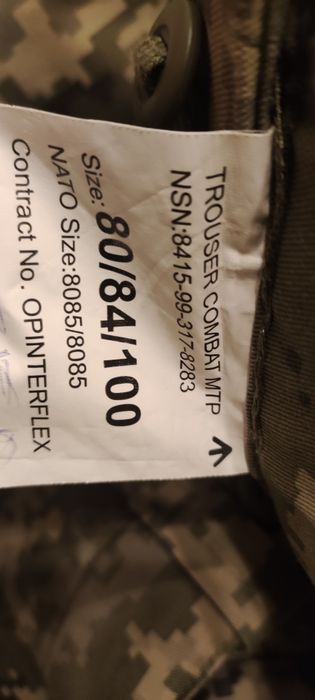 TROUSER COMBAT MTP
NSN:8415-99-317-8283
Size: 80/84/100
NATO Size:8085/8085
Contract No. OPINTERFLEX